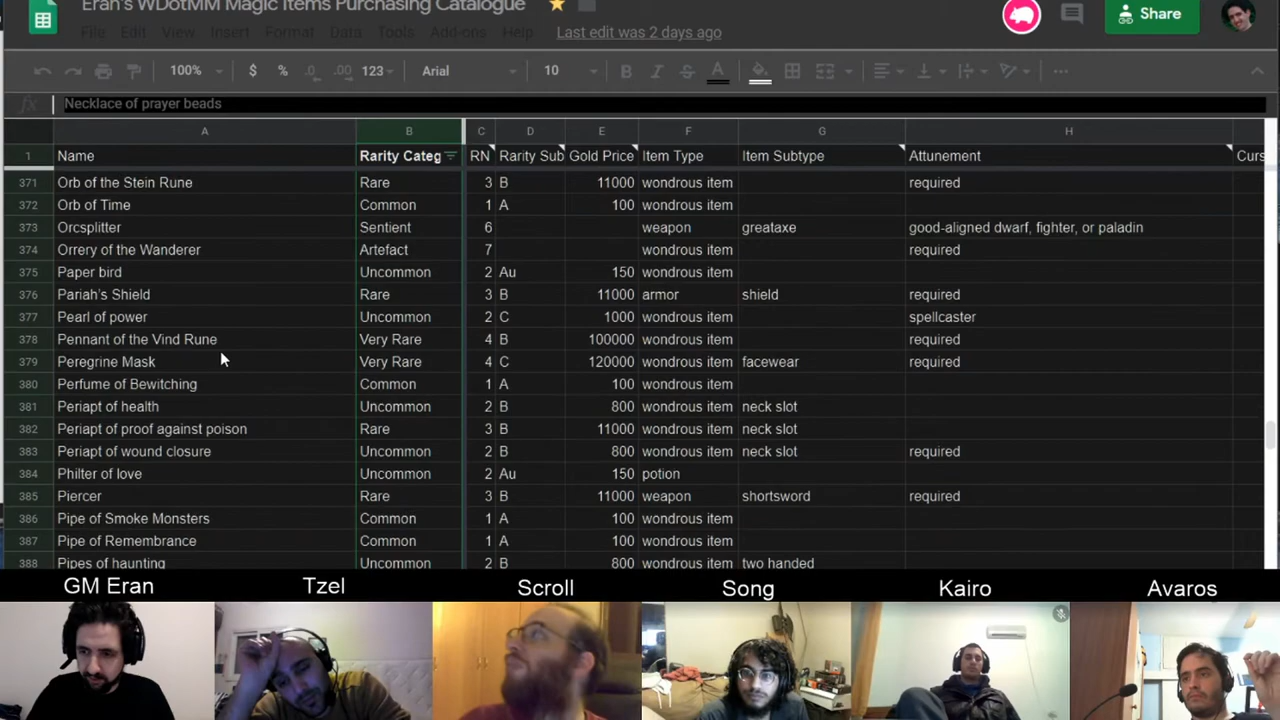 Eran's WDotMM Magic Items Purchasing Catalogue
Share
File Edit View Insert Format Data Tools Add-ons Help Last edit was 2 days ago
100% $ % .0 .00 123 Arial 10 B I S A
fx Necklace of prayer beads
A B C D E F G H
1 Name Rarity Categ RN Rarity Sub Gold Price Item Type Item Subtype Attunement Curs
371 Orb of the Stein Rune Rare 3 B 11000 wondrous item required
372 Orb of Time Common 1 A 100 wondrous item
373 Orcsplitter Sentient 6 weapon greataxe good-aligned dwarf, fighter, or paladin
374 Orrery of the Wanderer Artefact 7 wondrous item required
375 Paper bird Uncommon 2 Au 150 wondrous item
376 Pariah's Shield Rare 3 B 11000 armor shield required
377 Pearl of power Uncommon 2 C 1000 wondrous item spellcaster
378 Pennant of the Vind Rune Very Rare 4 B 100000 wondrous item required
379 Peregrine Mask Very Rare 4 C 120000 wondrous item facewear required
380 Perfume of Bewitching Common 1 A 100 wondrous item
381 Periapt of health Uncommon 2 B 800 wondrous item neck slot
382 Periapt of proof against poison Rare 3 B 11000 wondrous item neck slot
383 Periapt of wound closure Uncommon 2 B 800 wondrous item neck slot required
384 Philter of love Uncommon 2 Au 150 potion
385 Piercer Rare 3 B 11000 weapon shortsword required
386 Pipe of Smoke Monsters Common 1 A 100 wondrous item
387 Pipe of Remembrance Common 1 A 100 wondrous item
388 Pipes of haunting Uncommon 2 B 800 wondrous item two handed
GM Eran Tzel Scroll Song Kairo Avaros